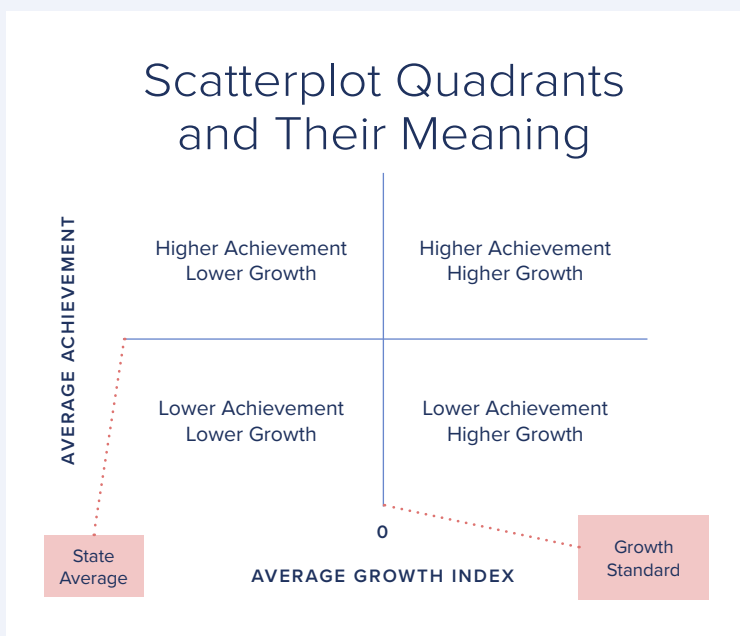 Scatterplot Quadrants
and Their Meaning
AVERAGE ACHIEVEMENT
Higher Achievement
Lower Growth
Higher Achievement
Higher Growth
Lower Achievement
Lower Growth
Lower Achievement
Higher Growth
State
Average
0
AVERAGE GROWTH INDEX
Growth
Standard